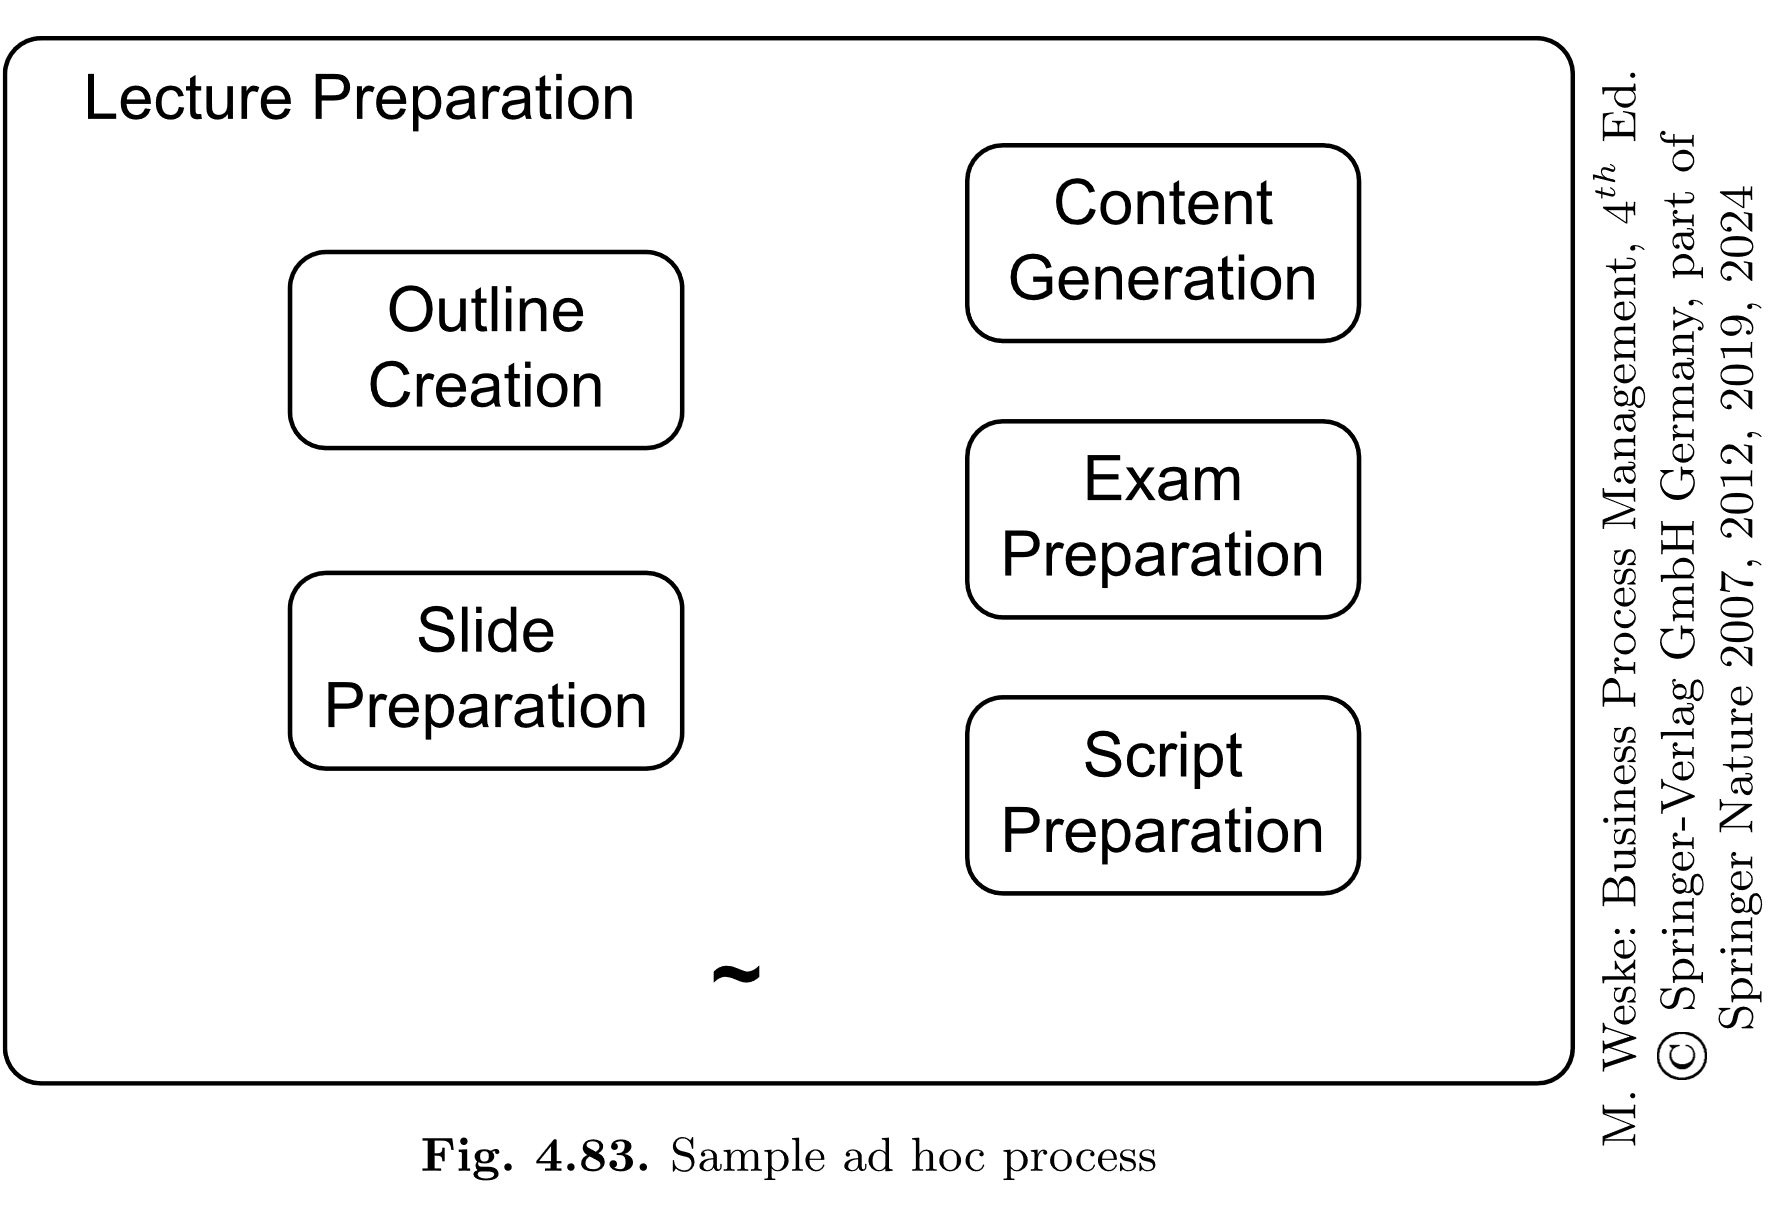 Lecture Preparation
Content
Generation
Outline
Creation
Exam
Preparation
Slide
Preparation
Script
Preparation
~
Fig. 4.83. Sample ad hoc process
M. Weske: Business Process Management, 4th Ed.
© Springer-Verlag GmbH Germany, part of
Springer Nature 2007, 2012, 2019, 2024